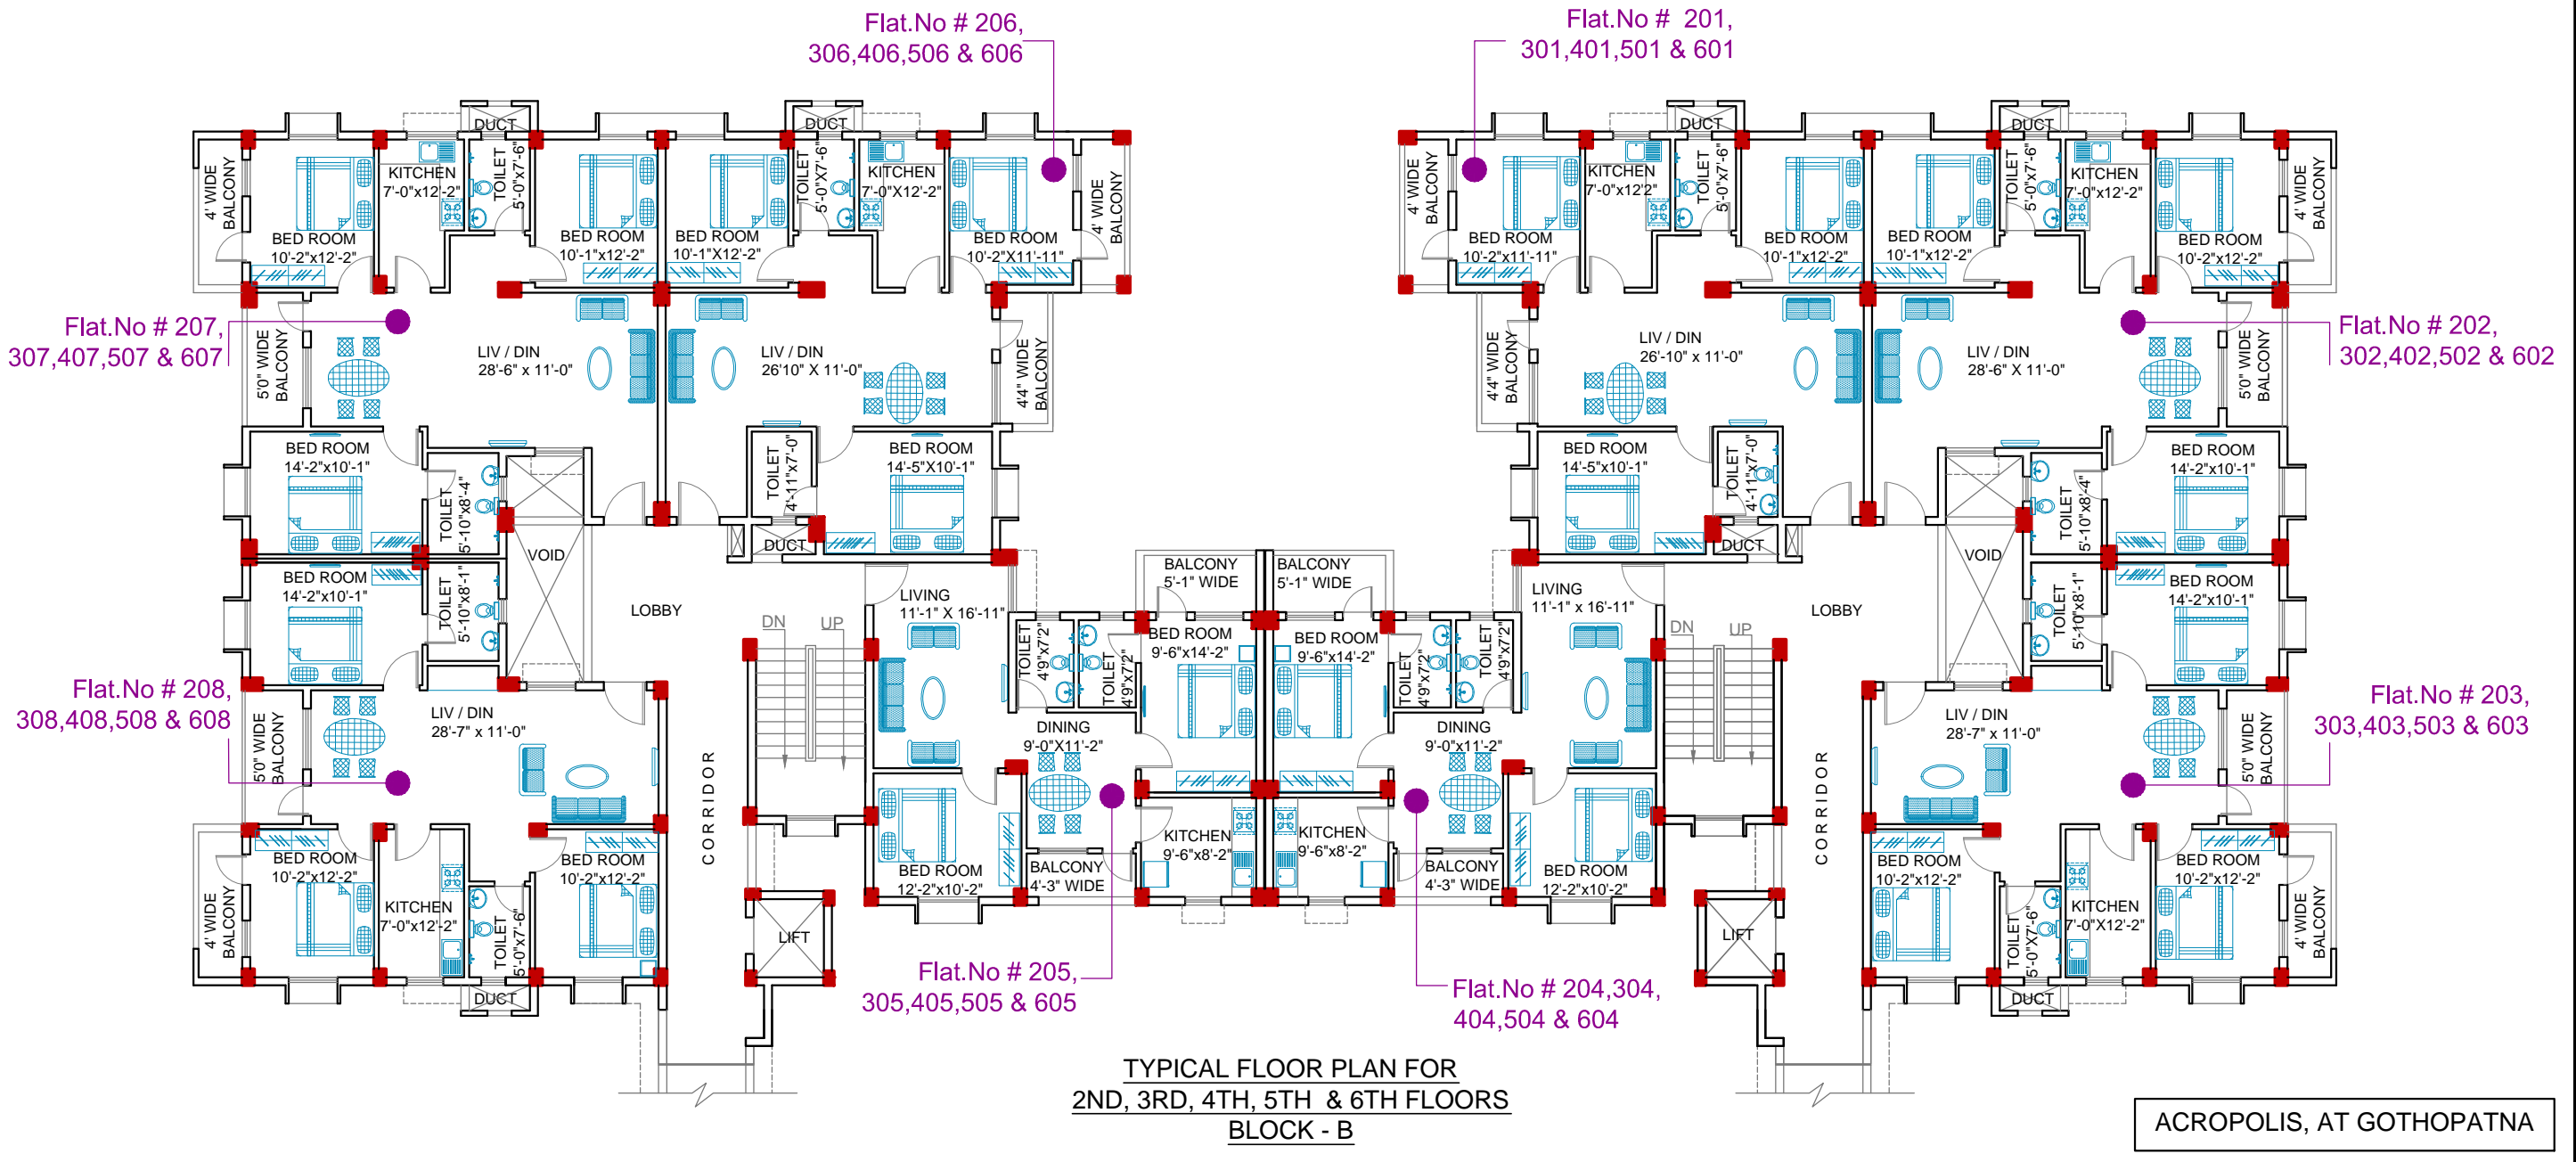 Flat.No # 206,
306,406,506 & 606
Flat.No # 201,
301,401,501 & 601
DUCT
DUCT
DUCT
DUCT
4' WIDE
BALCONY
BED ROOM
10'-2"x12'-2"
KITCHEN
7'-0"x12'-2"
TOILET
5'-0"x7'-6"
BED ROOM
10'-1"x12'-2"
BED ROOM
10'-1"X12'-2"
TOILET
5'-0"X7'-6"
KITCHEN
7'-0"X12'-2"
BED ROOM
10'-2"X11'-11"
4' WIDE
BALCONY
4' WIDE
BALCONY
BED ROOM
10'-2"x11'-11"
KITCHEN
7'-0"x12'2"
TOILET
5'-0"x7'-6"
BED ROOM
10'-1"x12'-2"
BED ROOM
10'-1"x12'-2"
TOILET
5'-0"X7'-6"
KITCHEN
7'-0"X12'-2"
BED ROOM
10'-2"x12'-2"
4' WIDE
BALCONY
Flat.No # 207,
307,407,507 & 607
5'0" WIDE
BALCONY
LIV / DIN
28'-6" x 11'-0"
LIV / DIN
26'10" X 11'-0"
4'4" WIDE
BALCONY
4'4" WIDE
BALCONY
LIV / DIN
26'-10" x 11'-0"
LIV / DIN
28'-6" X 11'-0"
5'0" WIDE
BALCONY
Flat.No # 202,
302,402,502 & 602
BED ROOM
14'-2"x10'-1"
TOILET
5'-10"x8'-4"
TOILET
4'-11"x7'-0"
BED ROOM
14'-5"X10'-1"
BED ROOM
14'-5"x10'-1"
TOILET
4'-11"x7'-0"
TOILET
5'-10"x8'-4"
BED ROOM
14'-2"x10'-1"
VOID
DUCT
DUCT
VOID
BED ROOM
14'-2"x10'-1"
TOILET
5'-10"x8'-1"
LOBBY
LIVING
11'-1" X 16'-11"
BALCONY
5'-1" WIDE
BALCONY
5'-1" WIDE
LIVING
11'-1" x 16'-11"
LOBBY
TOILET
5'-10"x8'-1"
BED ROOM
14'-2"x10'-1"
DN
UP
TOILET
4'9"x7'2"
TOILET
4'9"x7'2"
BED ROOM
9'-6"x14'-2"
BED ROOM
9'-6"x14'-2"
TOILET
4'9"x7'2"
TOILET
4'9"x7'2"
DN
UP
Flat.No # 208,
308,408,508 & 608
5'0" WIDE
BALCONY
LIV / DIN
28'-7" x 11'-0"
DINING
9'-0"X11'-2"
DINING
9'-0"x11'-2"
LIV / DIN
28'-7" x 11'-0"
5'0" WIDE
BALCONY
Flat.No # 203,
303,403,503 & 603
CORRIDOR
CORRIDOR
4' WIDE
BALCONY
BED ROOM
10'-2"x12'-2"
KITCHEN
7'-0"x12'-2"
TOILET
5'-0"x7'-6"
BED ROOM
10'-2"x12'-2"
BED ROOM
12'-2"x10'-2"
BALCONY
4'-3" WIDE
KITCHEN
9'-6"x8'-2"
KITCHEN
9'-6"x8'-2"
BALCONY
4'-3" WIDE
BED ROOM
12'-2"x10'-2"
BED ROOM
10'-2"x12'-2"
TOILET
5'-0"X7'-6"
KITCHEN
7'-0"X12'-2"
BED ROOM
10'-2"x12'-2"
4' WIDE
BALCONY
LIFT
LIFT
DUCT
DUCT
Flat.No # 205,
305,405,505 & 605
Flat.No # 204,304,
404,504 & 604
TYPICAL FLOOR PLAN FOR
2ND, 3RD, 4TH, 5TH & 6TH FLOORS
BLOCK - B
ACROPOLIS, AT GOTHOPATNA